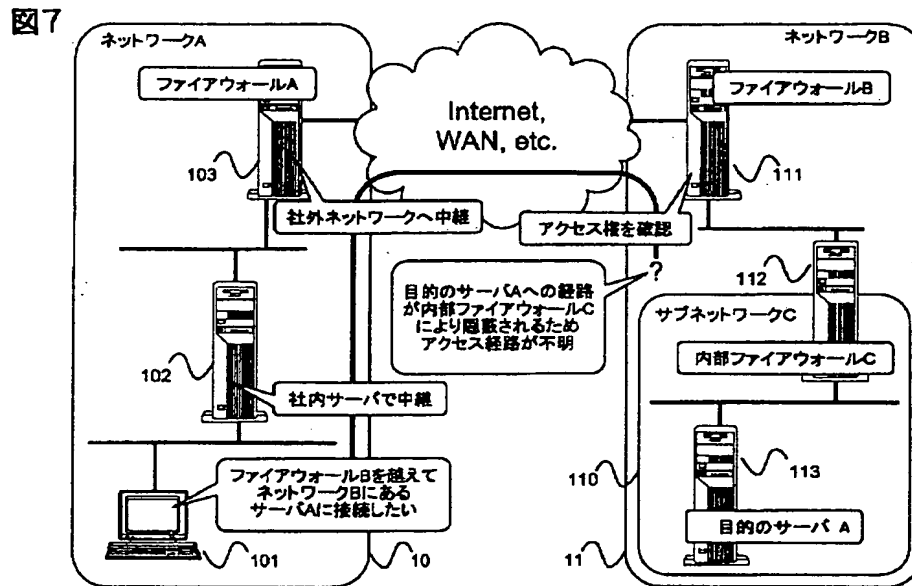 図7
ネットワークA
ネットワークB
ファイアウォールA
Internet,
WAN, etc.
ファイアウォールB
103
111
社外ネットワークへ中継
アクセス権を確認
112
?
目的のサーバAへの経路
が内部ファイアウォールC
により隠蔽されるため
アクセス経路が不明
サブネットワークC
102
内部ファイアウォールC
社内サーバで中継
ファイアウォールBを越えて
ネットワークBにある
サーバAに接続したい
110
113
目的のサーバ A
101
10
11